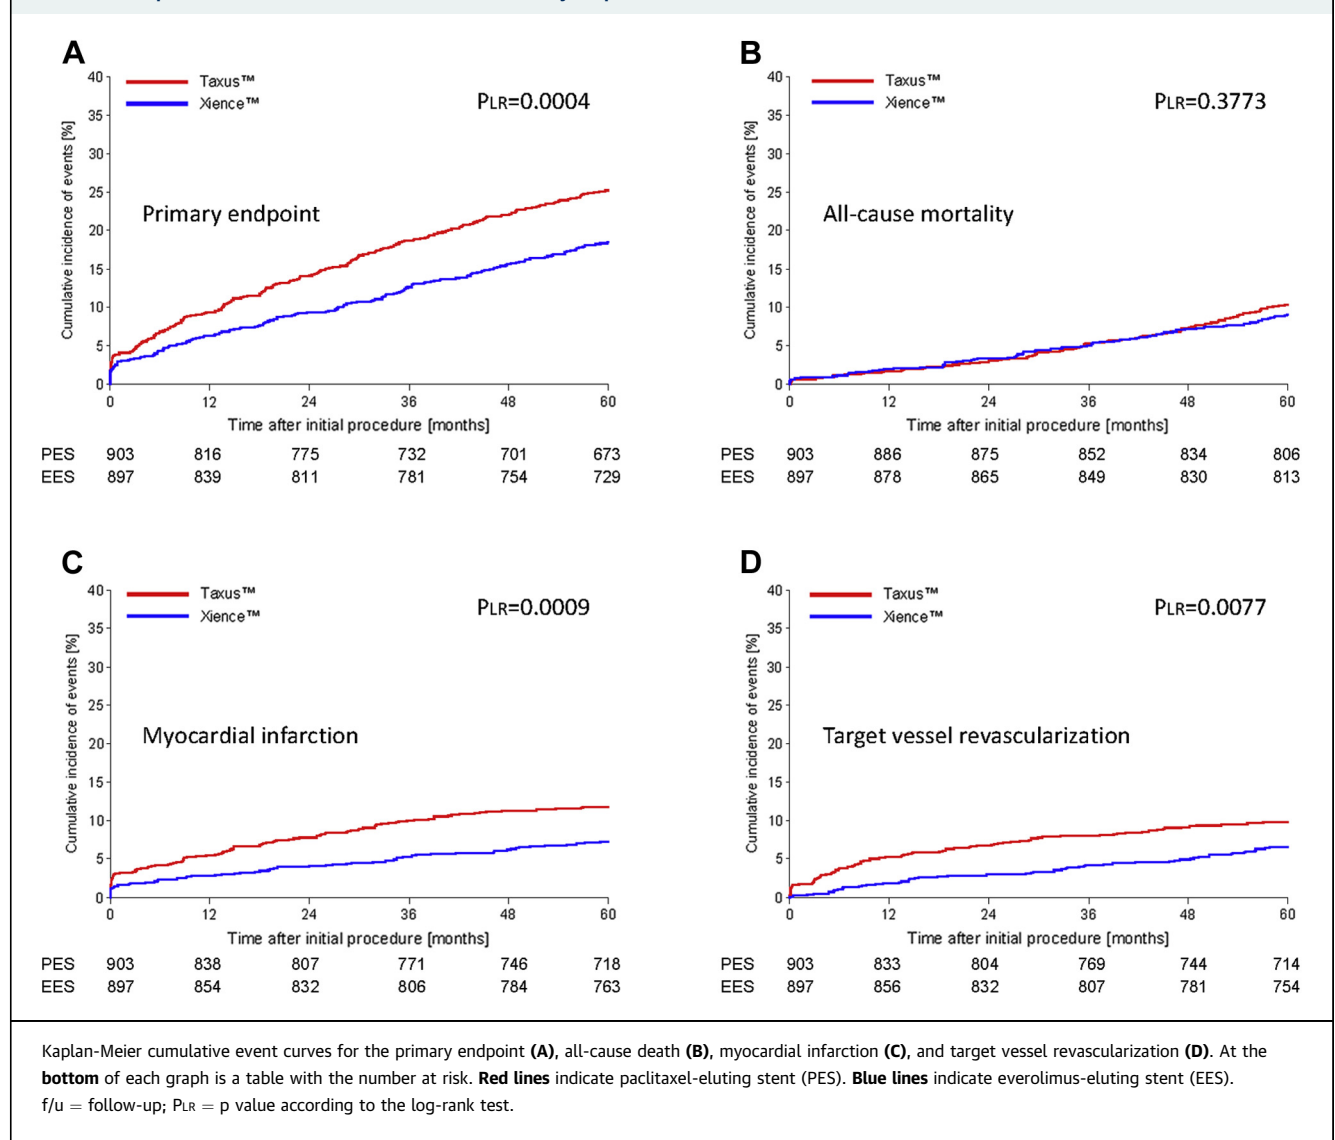 A
Taxus™
Xience™
PLR=0.0004
Primary endpoint
Cumulative incidence of events [%]
40
35
30
25
20
15
10
5
0
0 12 24 36 48 60
Time after initial procedure [months]
PES 903 816 775 732 701 673
EES 897 839 811 781 754 729
B
Taxus™
Xience™
PLR=0.3773
All-cause mortality
Cumulative incidence of events [%]
40
35
30
25
20
15
10
5
0
0 12 24 36 48 60
Time after initial procedure [months]
PES 903 886 875 852 834 806
EES 897 878 865 849 830 813
C
Taxus™
Xience™
PLR=0.0009
Myocardial infarction
Cumulative incidence of events [%]
40
35
30
25
20
15
10
5
0
0 12 24 36 48 60
Time after initial procedure [months]
PES 903 838 807 771 746 718
EES 897 854 832 806 784 763
D
Taxus™
Xience™
PLR=0.0077
Target vessel revascularization
Cumulative incidence of events [%]
40
35
30
25
20
15
10
5
0
0 12 24 36 48 60
Time after initial procedure [months]
PES 903 833 804 769 744 714
EES 897 856 832 807 781 754
Kaplan-Meier cumulative event curves for the primary endpoint (A), all-cause death (B), myocardial infarction (C), and target vessel revascularization (D). At the
bottom of each graph is a table with the number at risk. Red lines indicate paclitaxel-eluting stent (PES). Blue lines indicate everolimus-eluting stent (EES).
f/u = follow-up; PLR = p value according to the log-rank test.